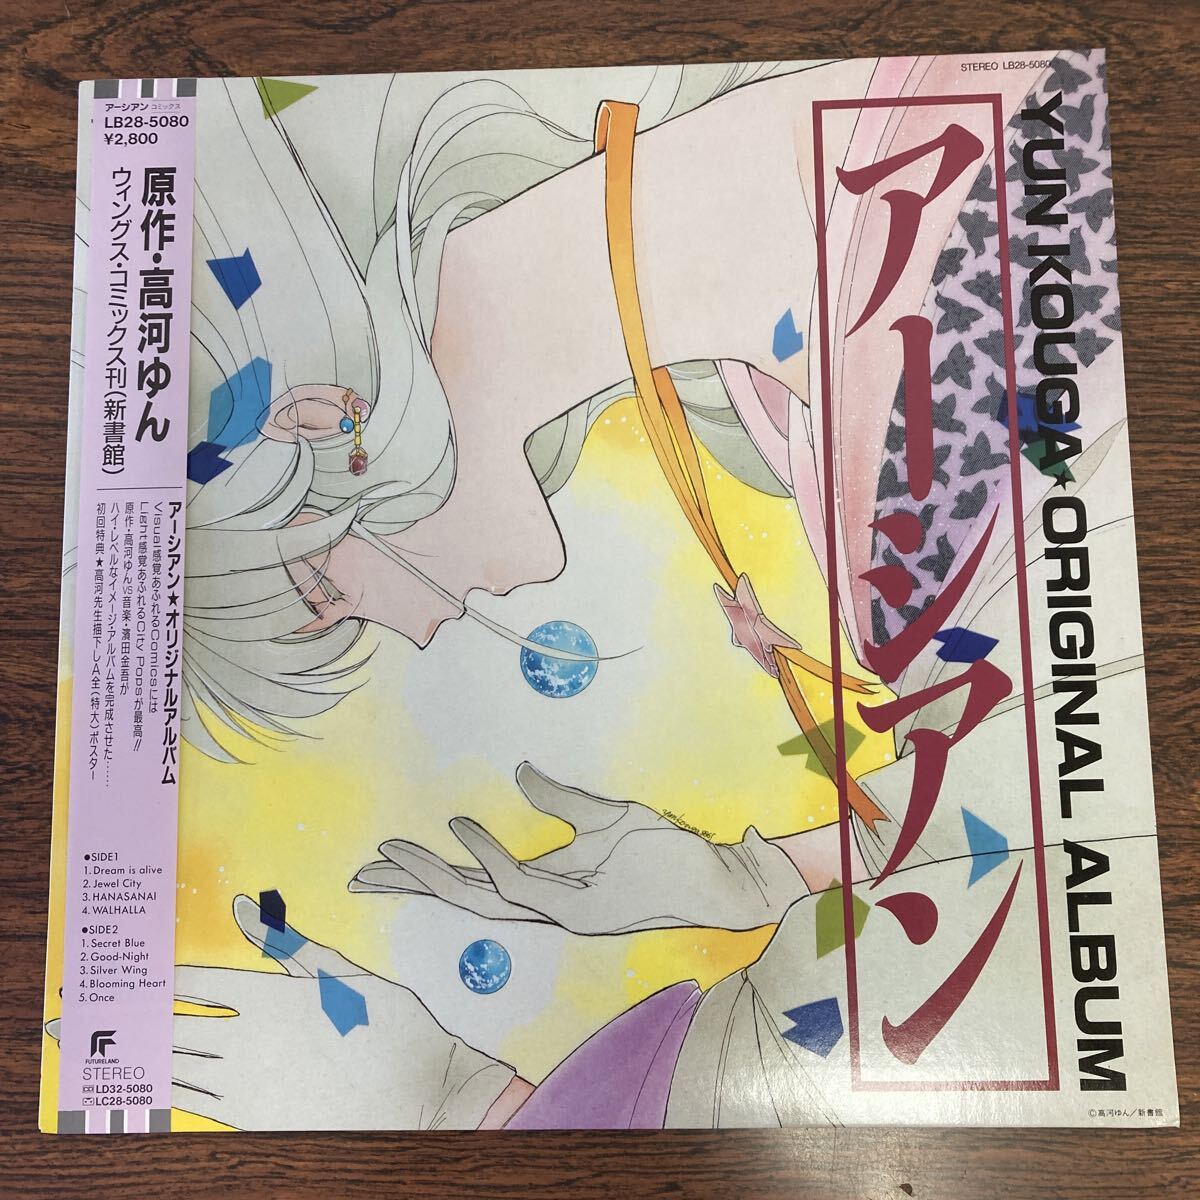 アーシアン コミックス
LB28-5080
¥2,800
原作・高河ゆん
ウィングス・コミックス刊(新書館)
アーシアン★オリジナルアルバム
Visual感覚あふれるComicsには
Light感覚あふれるCity Popsが最高!!
原作・高河ゆんVS音楽・濱田金吾が
ハイ・レベルなイメージ・アルバムを完成させた……
初回特典★高河先生描下しA全(特大)ポスター
●SIDE1
1. Dream is alive
2. Jewel City
3. HANASANAI
4. WALHALLA
●SIDE2
1. Secret Blue
2. Good-Night
3. Silver Wing
4. Blooming Heart
5. Once
FUTURELAND
STEREO
LD32-5080
LC28-5080
STEREO LB28-5080
YUN KOUGA★ORIGINAL ALBUM
アーシアン
©高河ゆん/新書館